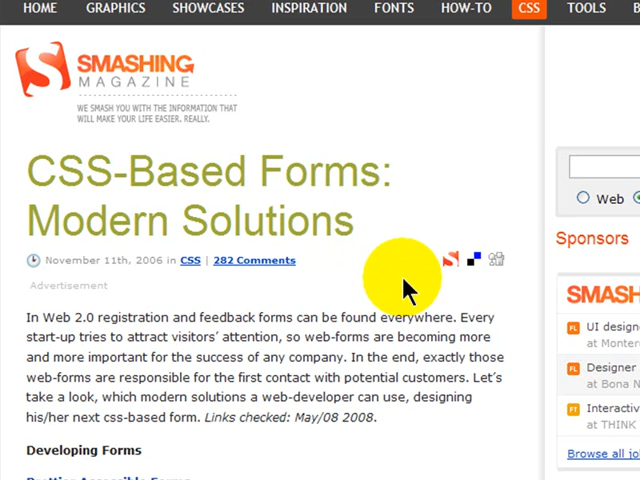 HOME GRAPHICS SHOWCASES INSPIRATION FONTS HOW-TO CSS TOOLS
SMASHING
MAGAZINE
WE SMASH YOU WITH THE INFORMATION THAT
WILL MAKE YOUR LIFE EASIER. REALLY.
CSS-Based Forms:
Modern Solutions
November 11th, 2006 in CSS | 282 Comments
Advertisement
In Web 2.0 registration and feedback forms can be found everywhere. Every
start-up tries to attract visitors’ attention, so web-forms are becoming more
and more important for the success of any company. In the end, exactly those
web-forms are responsible for the first contact with potential customers. Let’s
take a look, which modern solutions a web-developer can use, designing
his/her next css-based form. Links checked: May/08 2008.
Developing Forms
Web
Sponsors
SMASH
FL UI design
at Monter
FL Designer
at Bona N
FT Interactiv
at THINK
Browse all jo